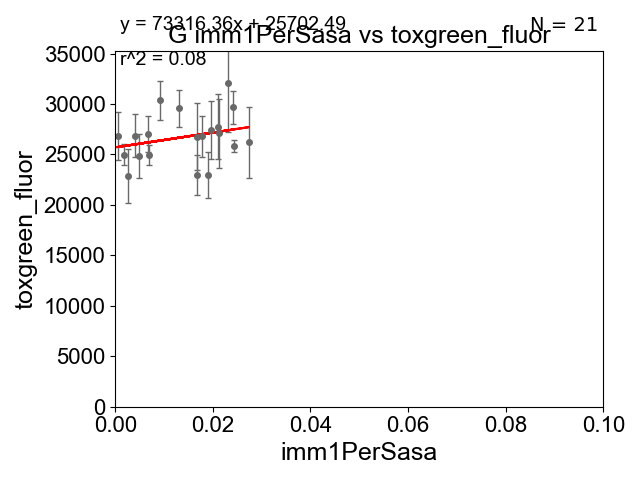 y = 73316.36x + 25702.49
N = 21
G imm1PerSasa vs toxgreen_fluor
r^2 = 0.08
35000
30000
25000
20000
15000
10000
5000
0
toxgreen_fluor
0.00 0.02 0.04 0.06 0.08 0.10
imm1PerSasa